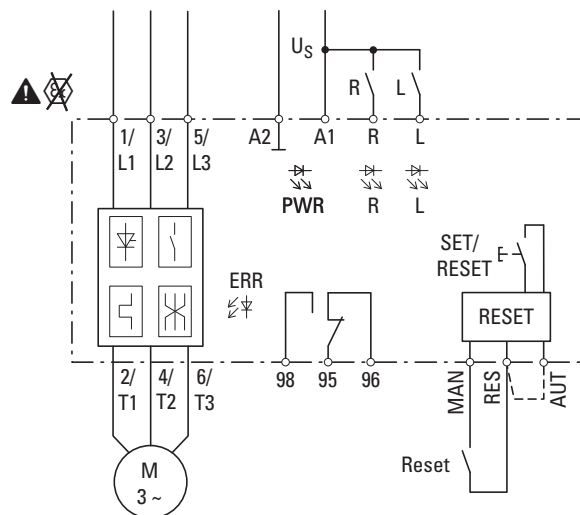 U_S
R L
1/ 3/ 5/ A2 A1 R L
L1 L2 L3
PWR R L
SET/
RESET
ERR
RESET
2/ 4/ 6/ 98 95 96 MAN RES AUT
T1 T2 T3
Reset
M
3 ~